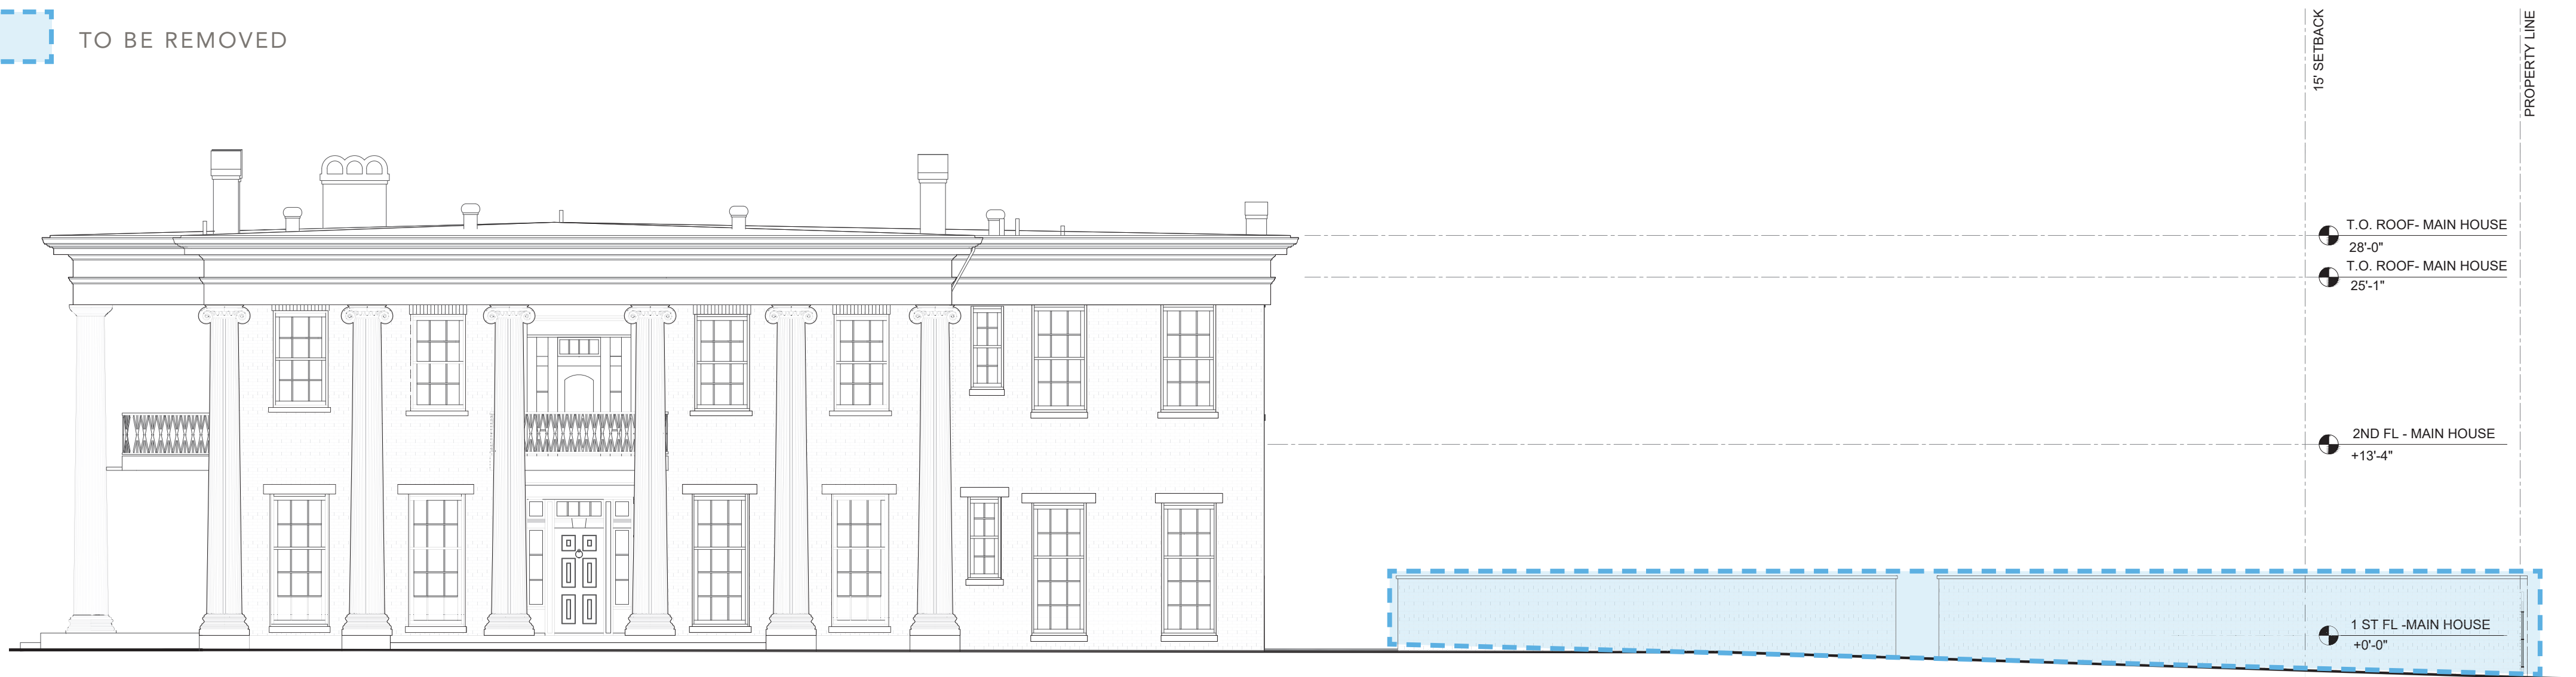 TO BE REMOVED
15' SETBACK
PROPERTY LINE
T.O. ROOF- MAIN HOUSE
28'-0"
T.O. ROOF- MAIN HOUSE
25'-1"
2ND FL - MAIN HOUSE
+13'-4"
1 ST FL -MAIN HOUSE
+0'-0"